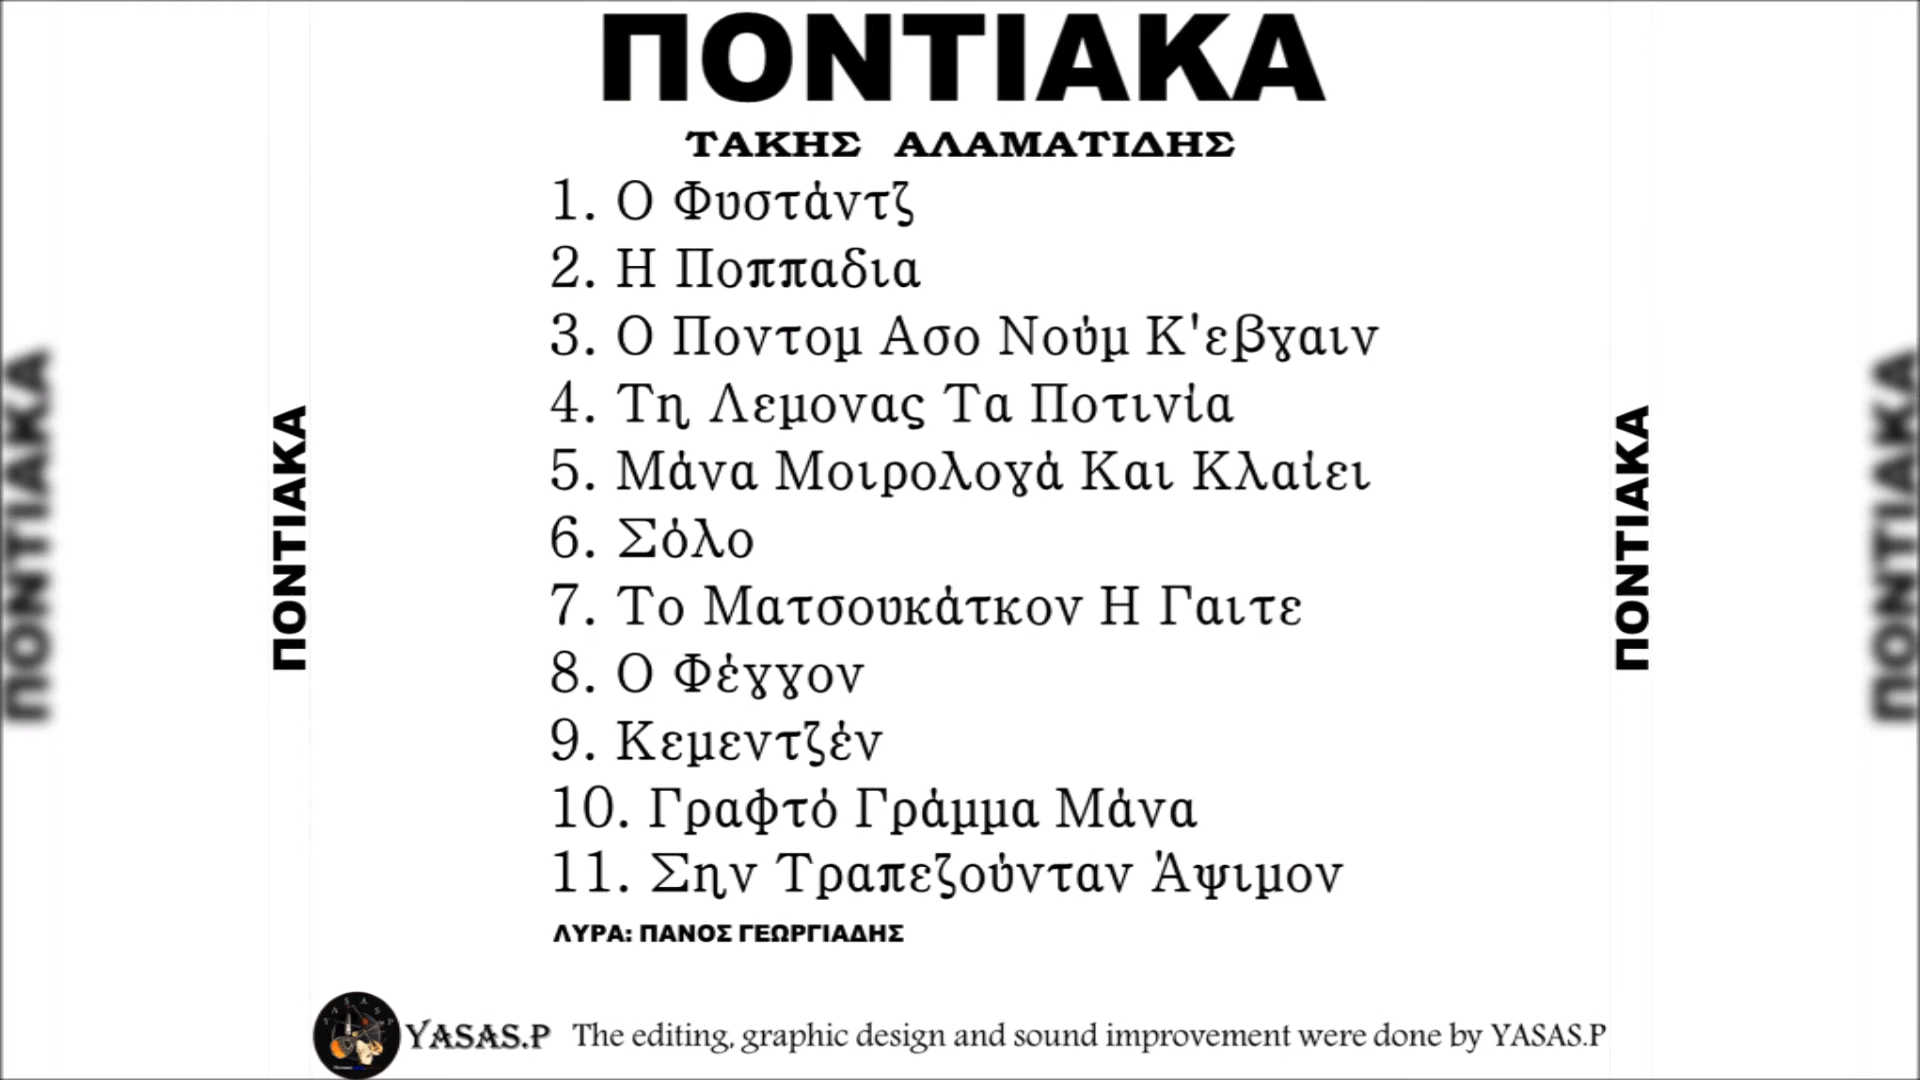 ΠΟΝΤΙΑΚΑ
ΤΑΚΗΣ ΑΛΑΜΑΤΙΔΗΣ
1. Ο Φυστάντζ
2. Η Ποππαδια
3. Ο Ποντομ Ασο Νούμ Κ'εβγαιν
4. Τη Λεμονας Τα Ποτινία
5. Μάνα Μοιρολογά Και Κλαίει
6. Σόλο
7. Το Ματσουκάτκον Η Γαιτε
8. Ο Φέγγον
9. Κεμεντζέν
10. Γραφτό Γράμμα Μάνα
11. Σην Τραπεζούνταν Άψιμον
ΛΥΡΑ: ΠΑΝΟΣ ΓΕΩΡΓΙΑΔΗΣ
YASAS.P The editing, graphic design and sound improvement were done by YASAS.P
ΠΟΝΤΙΑΚΑ
ΠΟΝΤΙΑΚΑ
ΠΟΝΤΙΑΚΑ
ΠΟΝΤΙΑΚΑ